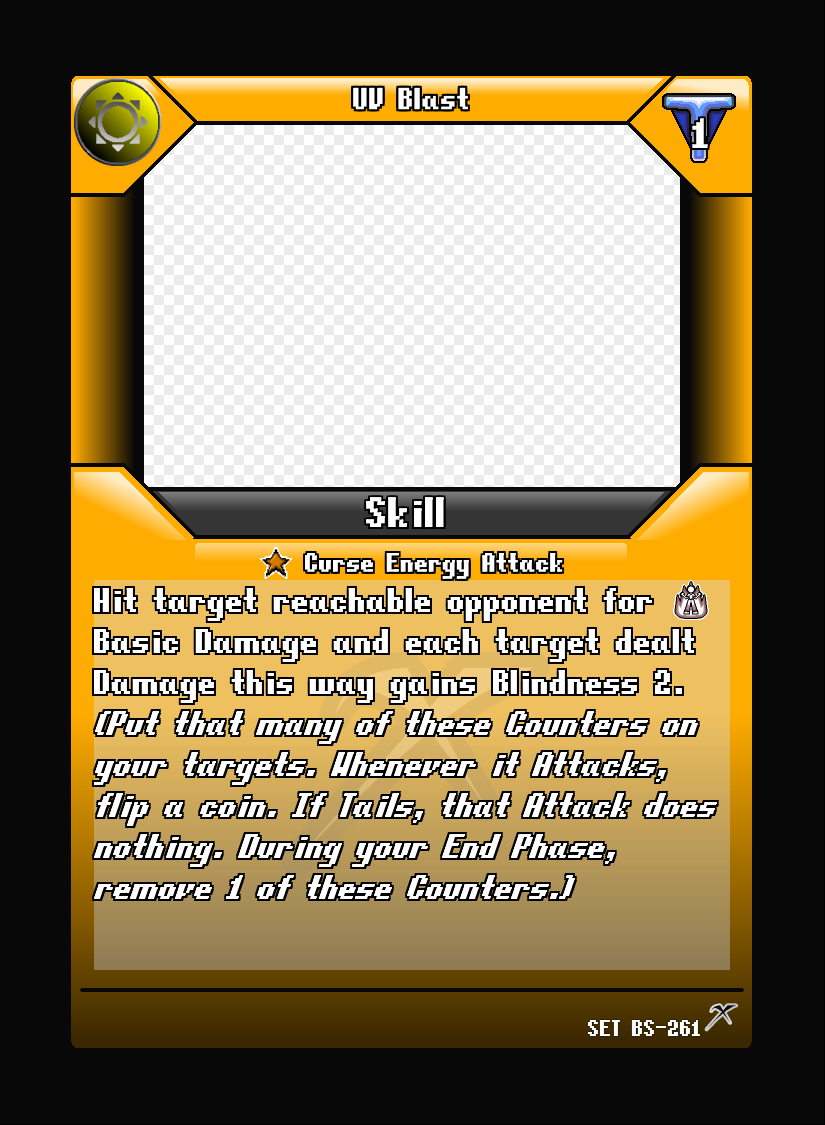 UV Blast
1
Skill
Curse Energy Attack
Hit target reachable opponent for
Basic Damage and each target dealt
Damage this way gains Blindness 2.
(Put that many of these Counters on
your targets. Whenever it Attacks,
flip a coin. If Tails, that Attack does
nothing. During your End Phase,
remove 1 of these Counters.)
SET BS-261